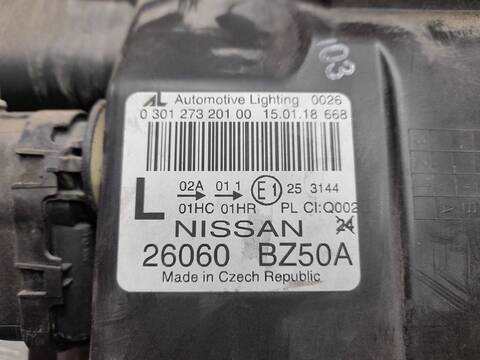 103
AL Automotive Lighting 0026
0 301 273 201 00 15.01.18 668
L 02A 01 1 E1 25 3144
01HC 01HR PL CI:Q002
24
NISSAN
26060 BZ50A
Made in Czech Republic